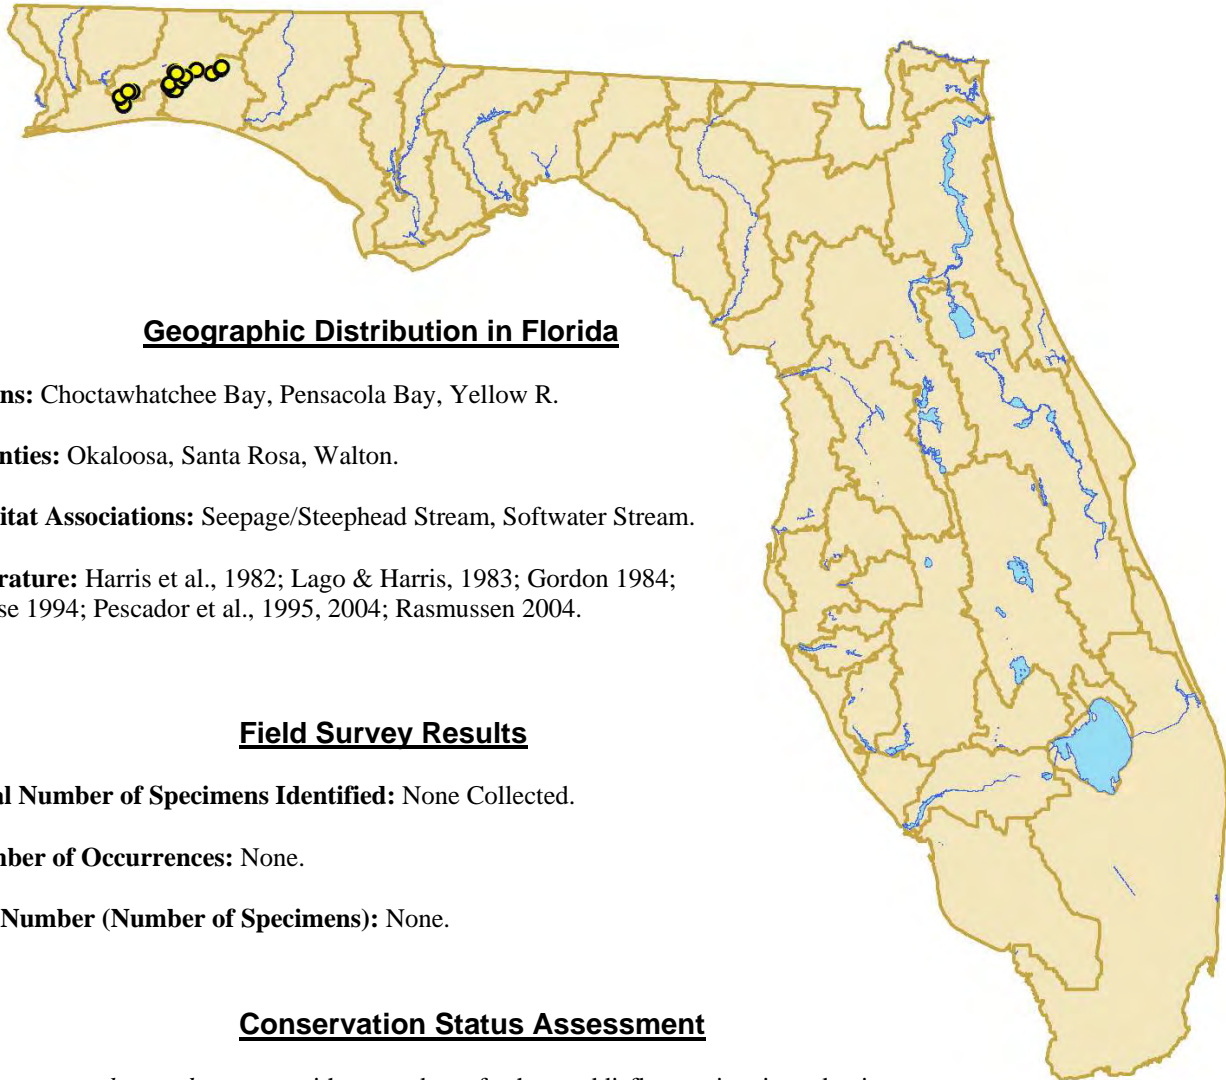 Geographic Distribution in Florida
ns: Choctawhatchee Bay, Pensacola Bay, Yellow R.
nties: Okaloosa, Santa Rosa, Walton.
itat Associations: Seepage/Steephead Stream, Softwater Stream.
rature: Harris et al., 1982; Lago & Harris, 1983; Gordon 1984;
se 1994; Pescador et al., 1995, 2004; Rasmussen 2004.
Field Survey Results
al Number of Specimens Identified: None Collected.
nber of Occurrences: None.
Number (Number of Specimens): None.
Conservation Status Assessment